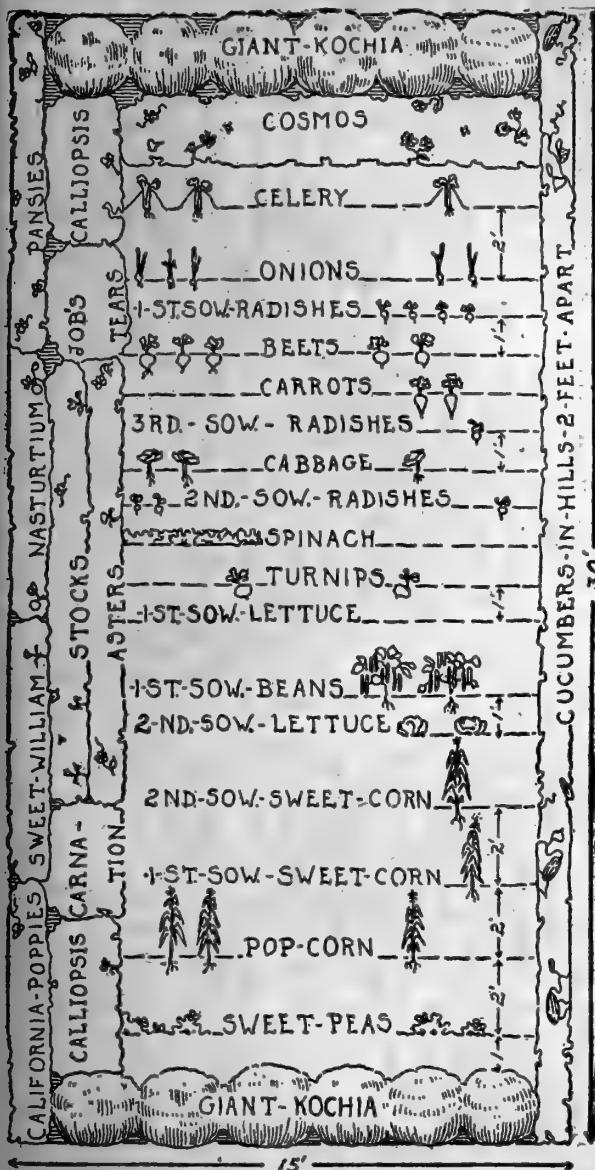 GIANT-KOCHIA
COSMOS
CELERY
2'
ONIONS
1-ST.SOW.-RADISHES
1'
BEETS
CARROTS
3RD.-SOW.-RADISHES
1'
CABBAGE
2ND.-SOW.-RADISHES
SPINACH
TURNIPS
1'
1-ST-SOW.-LETTUCE
1-ST.-SOW.-BEANS
1'
2-ND.-SOW.-LETTUCE
2ND-SOW.-SWEET-CORN
2'
1-ST.-SOW.-SWEET-CORN
2'
POP-CORN
2'
SWEET-PEAS
1'
GIANT-KOCHIA
PANSIES
NASTURTIUM
SWEET-WILLIAM
CALIFORNIA-POPPIES
CALLIOPSIS
JOB'S
TEARS
STOCKS
ASTERS
CARNA-
TION
CALLIOPSIS
CUCUMBERS-IN-HILLS-2-FEET-APART
30'
15'